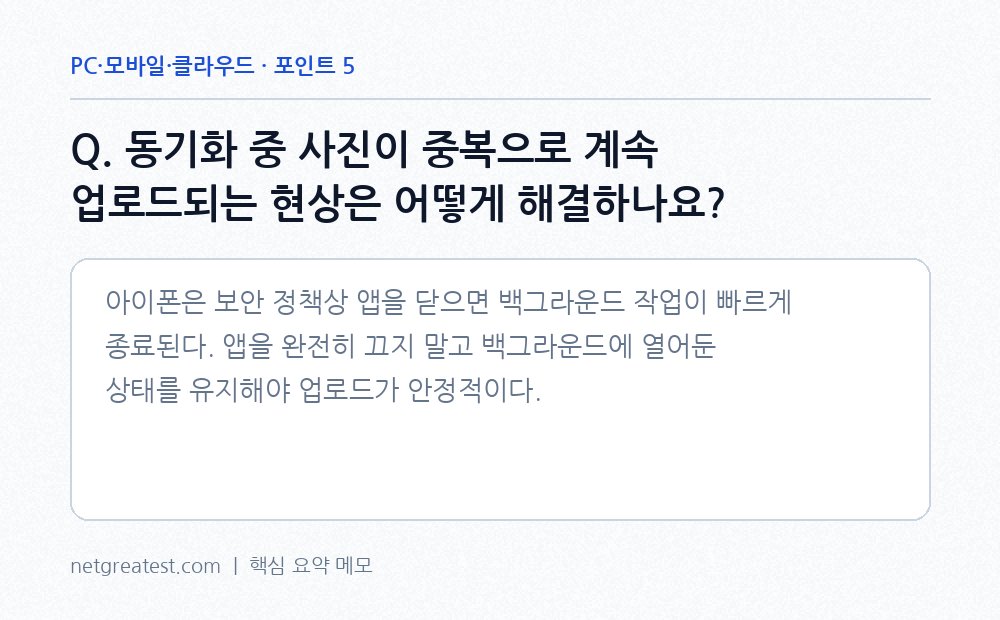 PC·모바일·클라우드 · 포인트 5
Q. 동기화 중 사진이 중복으로 계속
업로드되는 현상은 어떻게 해결하나요?
아이폰은 보안 정책상 앱을 닫으면 백그라운드 작업이 빠르게
종료된다. 앱을 완전히 끄지 말고 백그라운드에 열어둔
상태를 유지해야 업로드가 안정적이다.
netgreatest.com | 핵심 요약 메모